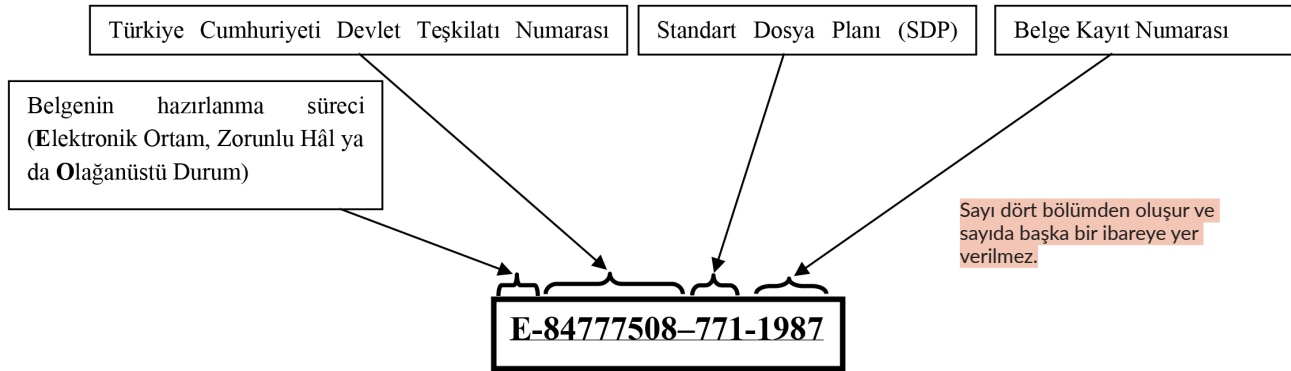 Türkiye Cumhuriyeti Devlet Teşkilatı Numarası
Standart Dosya Planı (SDP)
Belge Kayıt Numarası
Belgenin hazırlanma süreci
(Elektronik Ortam, Zorunlu Hâl ya
da Olağanüstü Durum)
Sayı dört bölümden oluşur ve
sayıda başka bir ibareye yer
verilmez.
E-84777508–771-1987